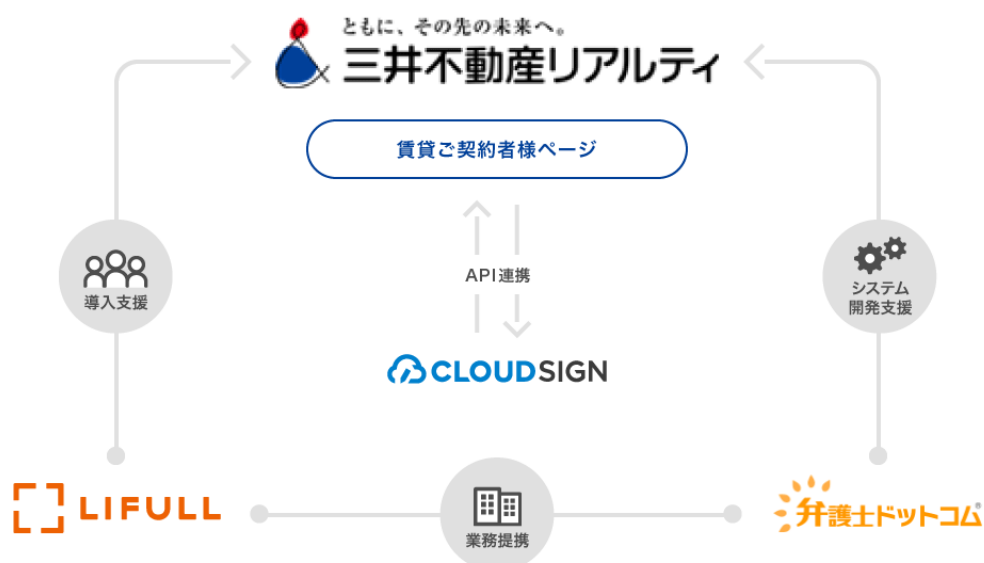 ともに、その先の未来へ。
三井不動産リアルティ
賃貸ご契約者様ページ
導入支援
API連携
システム
開発支援
CLOUDSIGN
LIFULL
業務提携
弁護士ドットコム